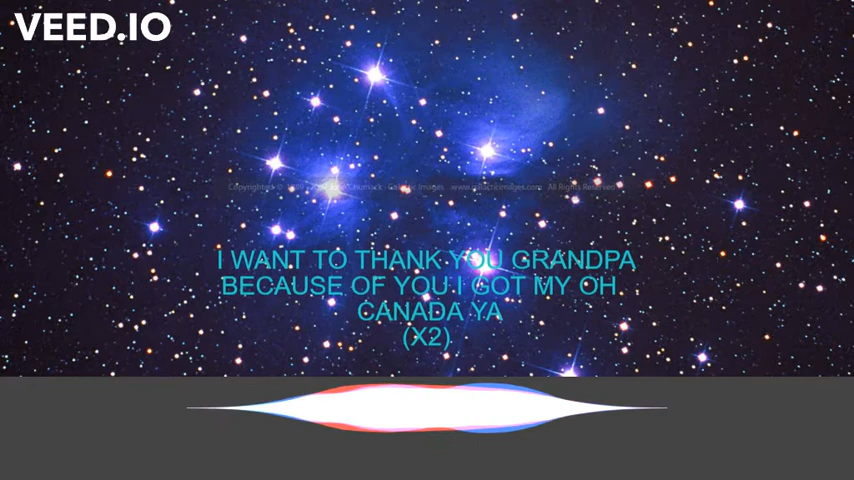 VEED.IO
I WANT TO THANK YOU GRANDPA
BECAUSE OF YOU I GOT MY OH
CANADA YA
(X2)